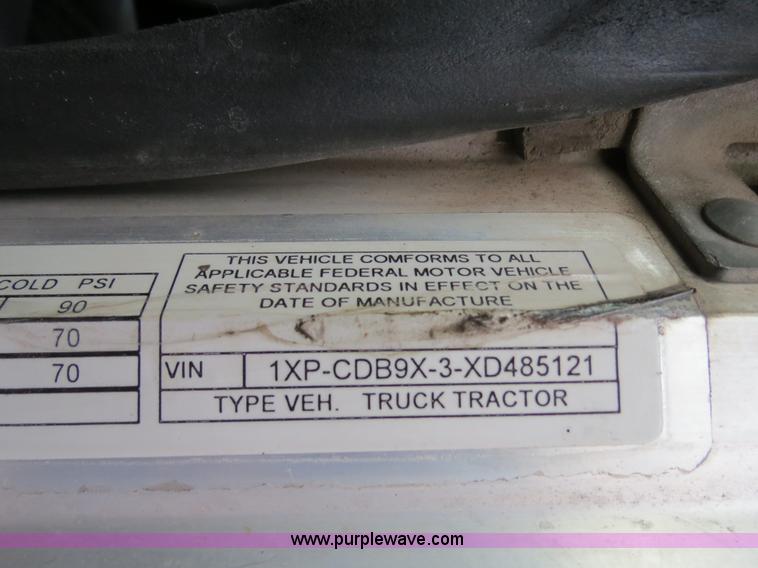 THIS VEHICLE COMFORMS TO ALL
APPLICABLE FEDERAL MOTOR VEHICLE
SAFETY STANDARDS IN EFFECT ON THE
DATE OF MANUFACTURE
COLD PSI
90
70
70
VIN 1XP-CDB9X-3-XD485121
TYPE VEH. TRUCK TRACTOR
www.purplewave.com